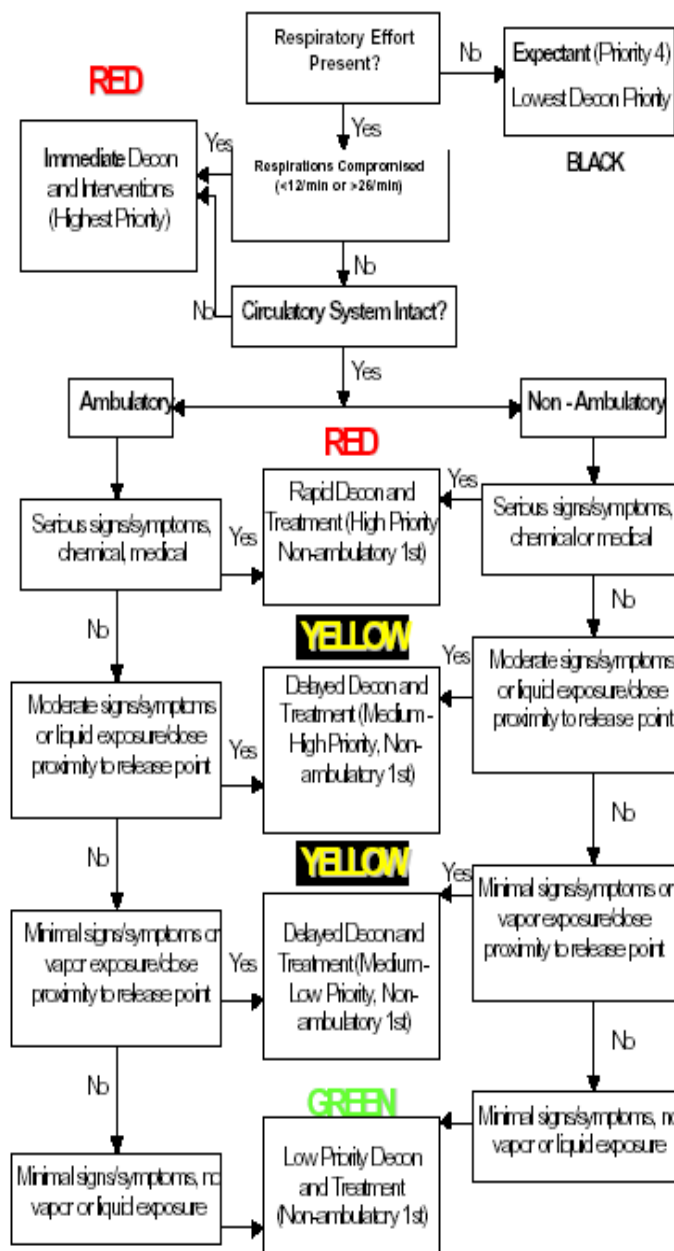 Respiratory Effort
Present?
No
Expectant (Priority 4)
Lowest Decon Priority
BLACK
RED
Yes
Yes
Immediate Decon
and Interventions
(Highest Priority)
Respirations Compromised
(<12/min or >26/min)
No
No
Circulatory System Intact?
Yes
Ambulatory
Non - Ambulatory
RED
Serious signs/symptoms,
chemical, medical
Yes
Rapid Decon and
Treatment (High Priority
Non-ambulatory 1st)
Yes
Serious signs/symptoms,
chemical or medical
No
No
YELLOW
Moderate signs/symptoms
or liquid exposure/close
proximity to release point
Yes
Delayed Decon and
Treatment (Medium -
High Priority, Non-
ambulatory 1st)
Yes
Moderate signs/symptoms
or liquid exposure/close
proximity to release point
No
No
YELLOW
Minimal signs/symptoms or
vapor exposure/close
proximity to release point
Yes
Delayed Decon and
Treatment (Medium-
Low Priority, Non-
ambulatory 1st)
Yes
Minimal signs/symptoms or
vapor exposure/close
proximity to release point
No
No
GREEN
Minimal signs/symptoms, no
vapor or liquid exposure
Low Priority Decon
and Treatment
(Non-ambulatory 1st)
Minimal signs/symptoms, no
vapor or liquid exposure